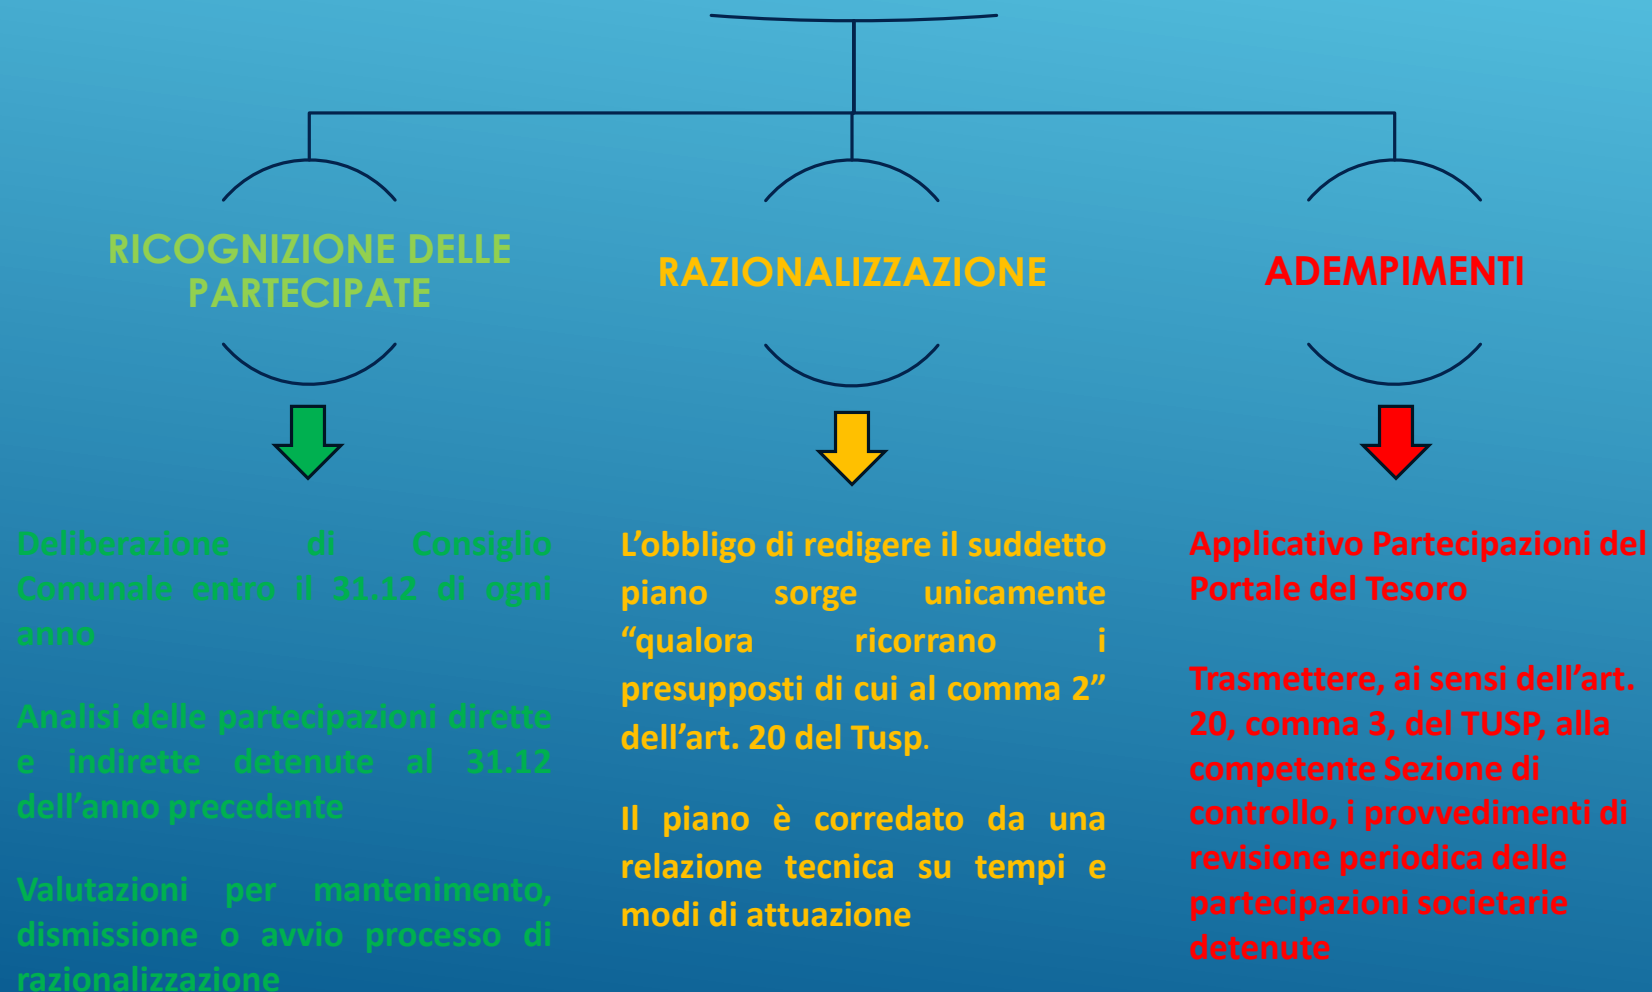 RICOGNIZIONE DELLE
PARTECIPATE
Deliberazione di Consiglio
Comunale entro il 31.12 di ogni
anno
Analisi delle partecipazioni dirette
e indirette detenute al 31.12
dell’anno precedente
Valutazioni per mantenimento,
dismissione o avvio processo di
razionalizzazione
RAZIONALIZZAZIONE
L’obbligo di redigere il suddetto
piano sorge unicamente
“qualora ricorrano i
presupposti di cui al comma 2”
dell’art. 20 del Tusp.
Il piano è corredato da una
relazione tecnica su tempi e
modi di attuazione
ADEMPIMENTI
Applicativo Partecipazioni del
Portale del Tesoro
Trasmettere, ai sensi dell’art.
20, comma 3, del TUSP, alla
competente Sezione di
controllo, i provvedimenti di
revisione periodica delle
partecipazioni societarie
detenute